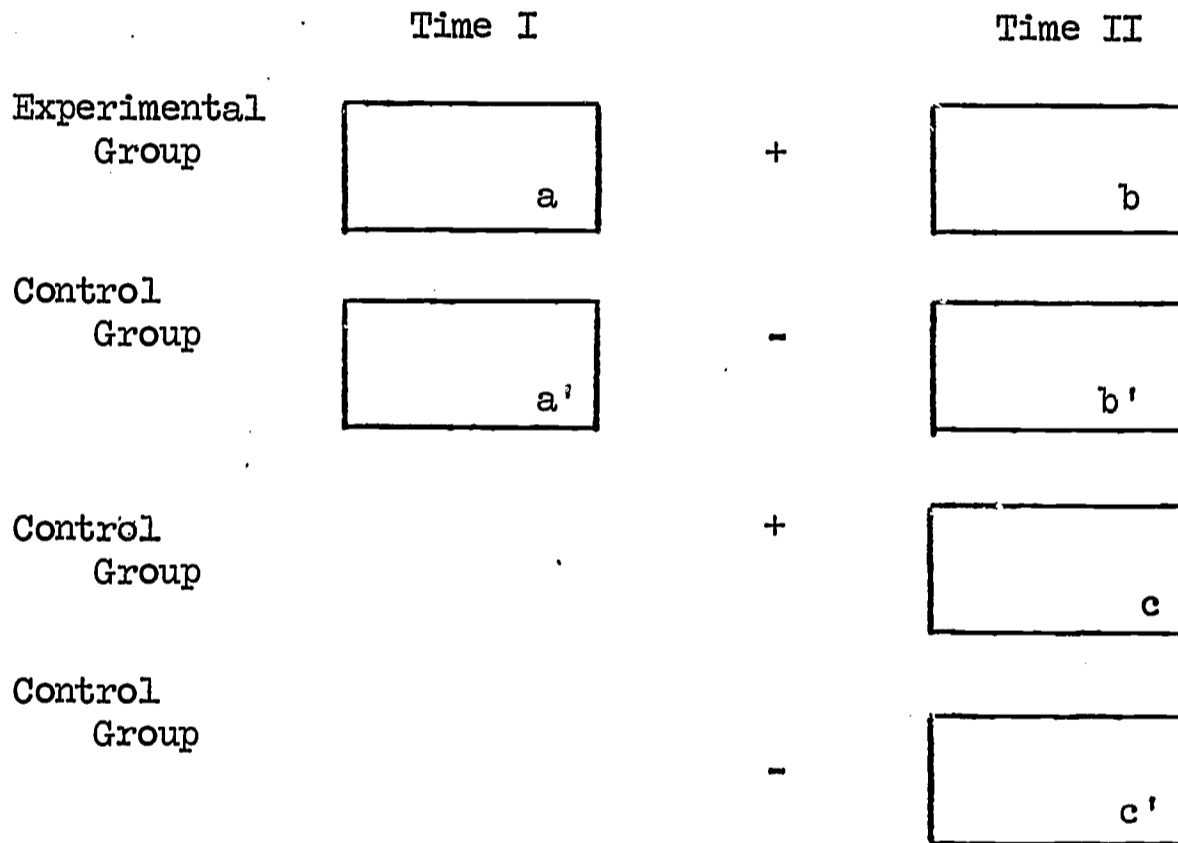 Time I Time II
Experimental
Group
+
a b
Control
Group
-
a' b'
Control
Group
+
c
Control
Group
-
c'